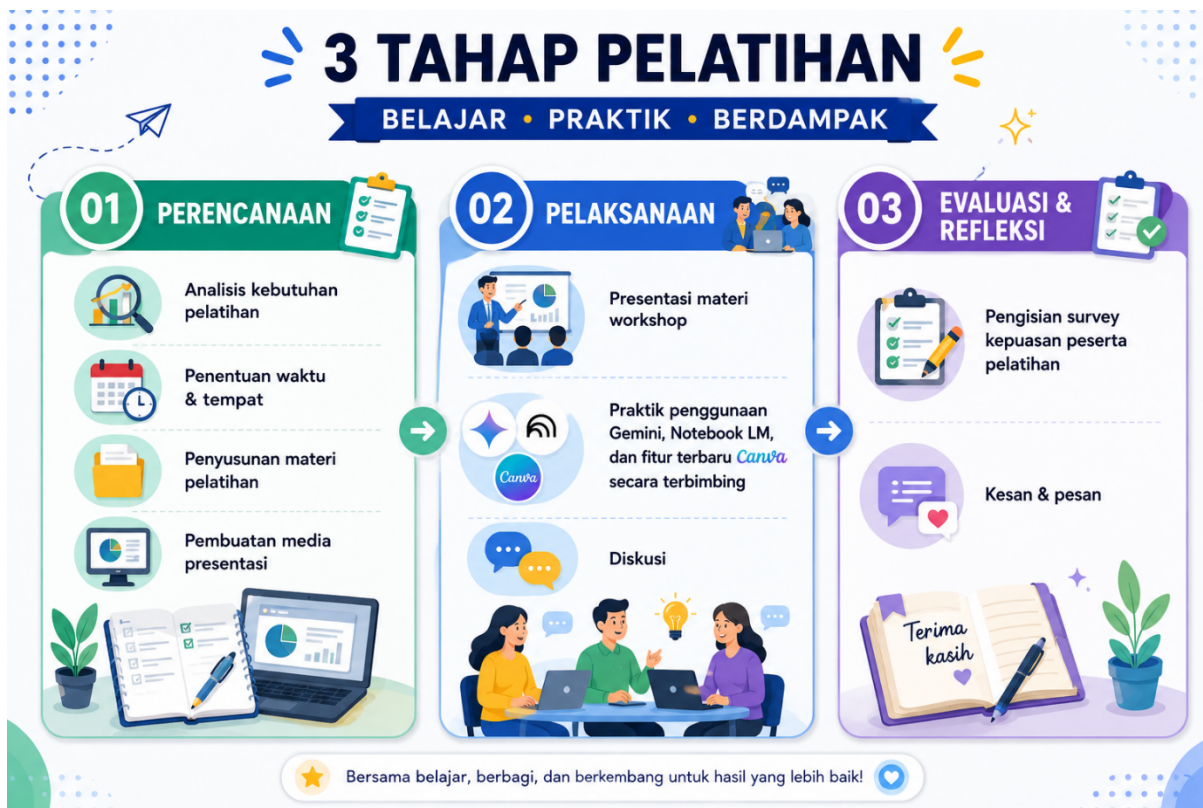 3 TAHAP PELATIHAN
BELAJAR • PRAKTIK • BERDAMPAK
01 PERENCANAAN
Analisis kebutuhan
pelatihan
Penentuan waktu
& tempat
Penyusunan materi
pelatihan
Pembuatan media
presentasi
02 PELAKSANAAN
Presentasi materi
workshop
Praktik penggunaan
Gemini, Notebook LM,
dan fitur terbaru Canva
secara terbimbing
Canva
Diskusi
03 EVALUASI &
REFLEKSI
Pengisian survey
kepuasan peserta
pelatihan
Kesan & pesan
Terima
kasih
Bersama belajar, berbagi, dan berkembang untuk hasil yang lebih baik!